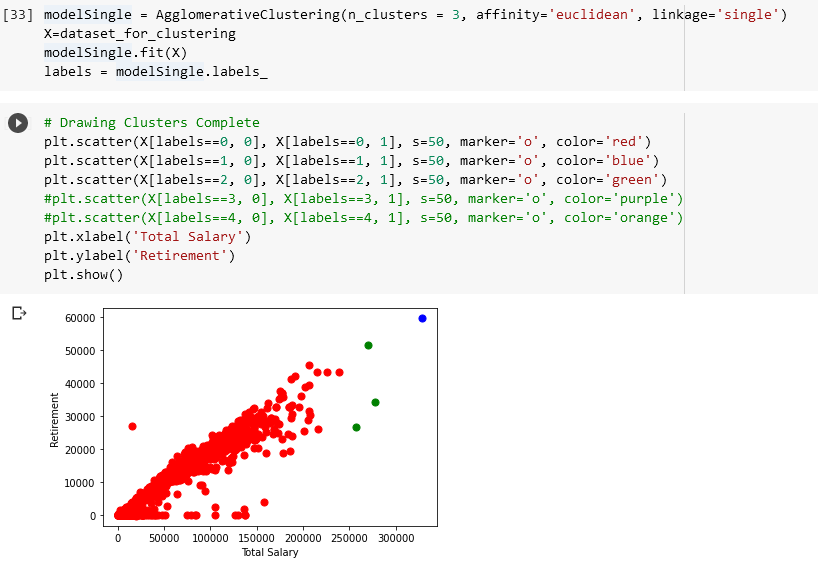 [33] modelSingle = AgglomerativeClustering(n_clusters = 3, affinity='euclidean', linkage='single')
X=dataset_for_clustering
modelSingle.fit(X)
labels = modelSingle.labels_
# Drawing Clusters Complete
plt.scatter(X[labels==0, 0], X[labels==0, 1], s=50, marker='o', color='red')
plt.scatter(X[labels==1, 0], X[labels==1, 1], s=50, marker='o', color='blue')
plt.scatter(X[labels==2, 0], X[labels==2, 1], s=50, marker='o', color='green')
#plt.scatter(X[labels==3, 0], X[labels==3, 1], s=50, marker='o', color='purple')
#plt.scatter(X[labels==4, 0], X[labels==4, 1], s=50, marker='o', color='orange')
plt.xlabel('Total Salary')
plt.ylabel('Retirement')
plt.show()
60000
50000
40000
30000
20000
10000
0
Retirement
0 50000 100000 150000 200000 250000 300000
Total Salary